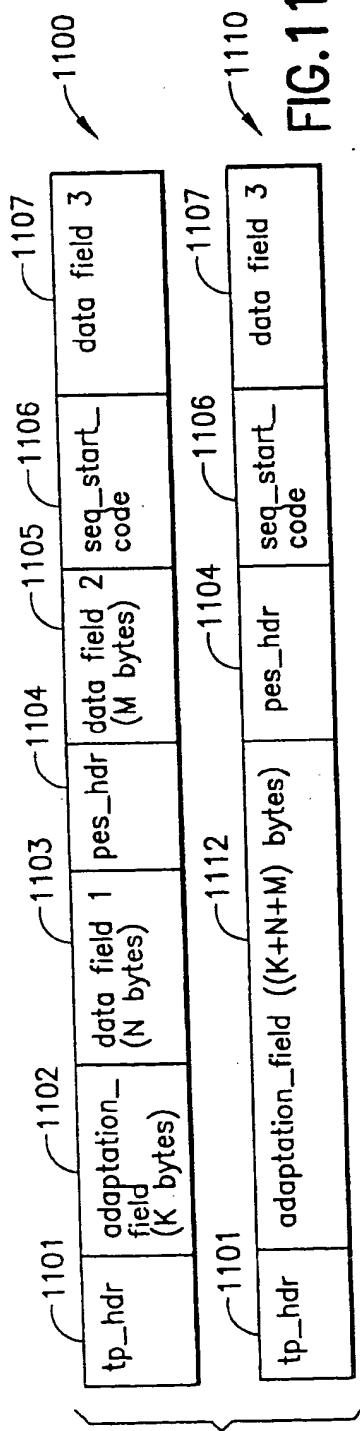 1101
1102
1103
1104
1105
1106
1107
1100
tp_hdr
adaptation_
field
(K bytes)
data field 1
(N bytes)
pes_hdr
data field 2
(M bytes)
seq_start_
code
data field 3
1101
1112
1104
1106
1107
1110
tp_hdr
adaptation_field ((K+N+M) bytes)
pes_hdr
seq_start_
code
data field 3
FIG.11